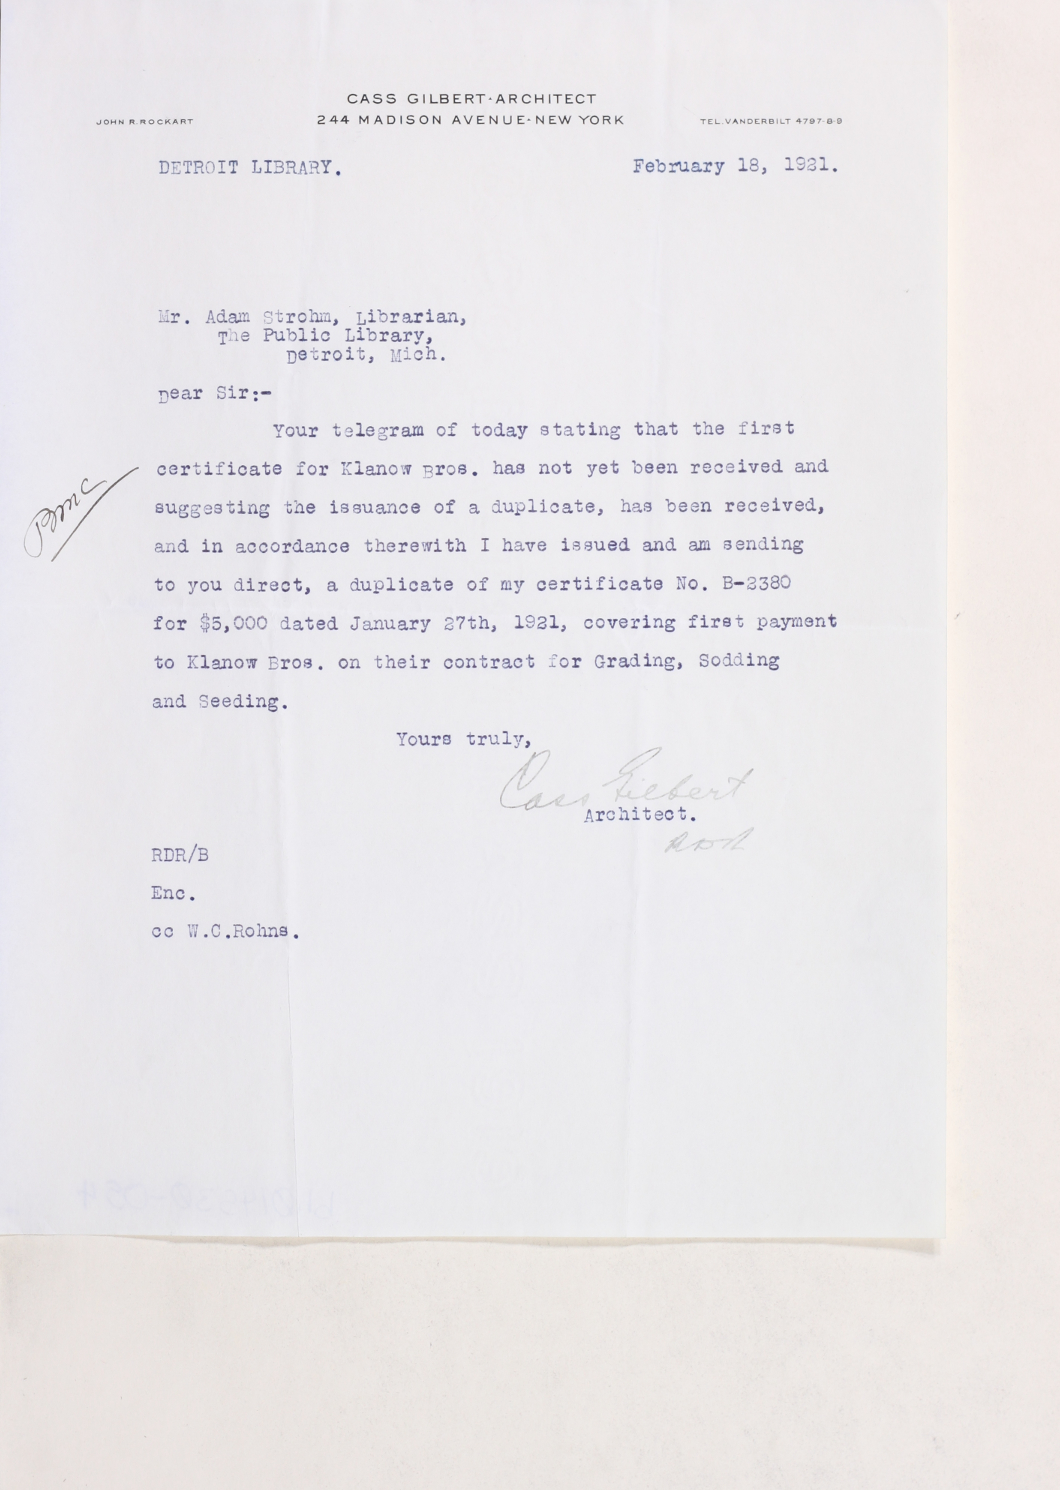 CASS GILBERT·ARCHITECT
JOHN R. ROCKART 244 MADISON AVENUE·NEW YORK TEL. VANDERBILT 4797-8-9
DETROIT LIBRARY. February 18, 1921.
Mr. Adam Strohm, Librarian,
The Public Library,
Detroit, Mich.
Dear Sir:-
Your telegram of today stating that the first
certificate for Klanow Bros. has not yet been received and
suggesting the issuance of a duplicate, has been received,
and in accordance therewith I have issued and am sending
to you direct, a duplicate of my certificate No. B-2380
for $5,000 dated January 27th, 1921, covering first payment
to Klanow Bros. on their contract for Grading, Sodding
and Seeding.
BMC
Yours truly,
Cass Gilbert
Architect.
RDR
RDR/B
Enc.
cc W.C.Rohns.